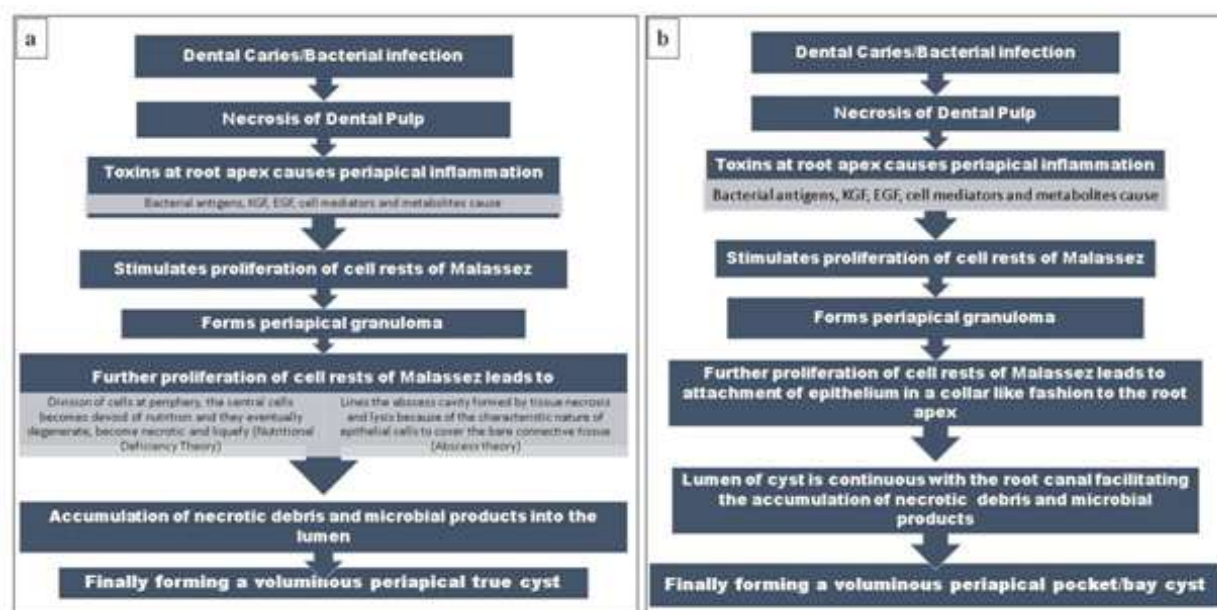 a
Dental Caries/Bacterial infection
Necrosis of Dental Pulp
Toxins at root apex causes periapical inflammation
Bacterial antigens, KGF, EGF, cell mediators and metabolites cause
Stimulates proliferation of cell rests of Malassez
Forms periapical granuloma
Further proliferation of cell rests of Malassez leads to
Division of cells at periphery, the sentral cells
becomes devoid of nutrition and they eventually
degenerate, become necrotic and liquefy (Nutritional
Deficiency Theory)
Lines the abscess cavity formed by tissue necrosis
and lysis because of the characteristic nature of
epithelial cells to cover the bare connective tissue
(Abscess theory)
Accumulation of necrotic debris and microbial products into the
lumen
Finally forming a voluminous periapical true cyst
b
Dental Caries/Bacterial infection
Necrosis of Dental Pulp
Toxins at root apex causes periapical inflammation
Bacterial antigens, KGF, EGF, cell mediators and metabolites cause
Stimulates proliferation of cell rests of Malassez
Forms periapical granuloma
Further proliferation of cell rests of Malassez leads to
attachment of epithelium in a collar like fashion to the root
apex
Lumen of cyst is continuous with the root canal facilitating
the accumulation of necrotic debris and microbial
products
Finally forming a voluminous periapical pocket/bay cyst